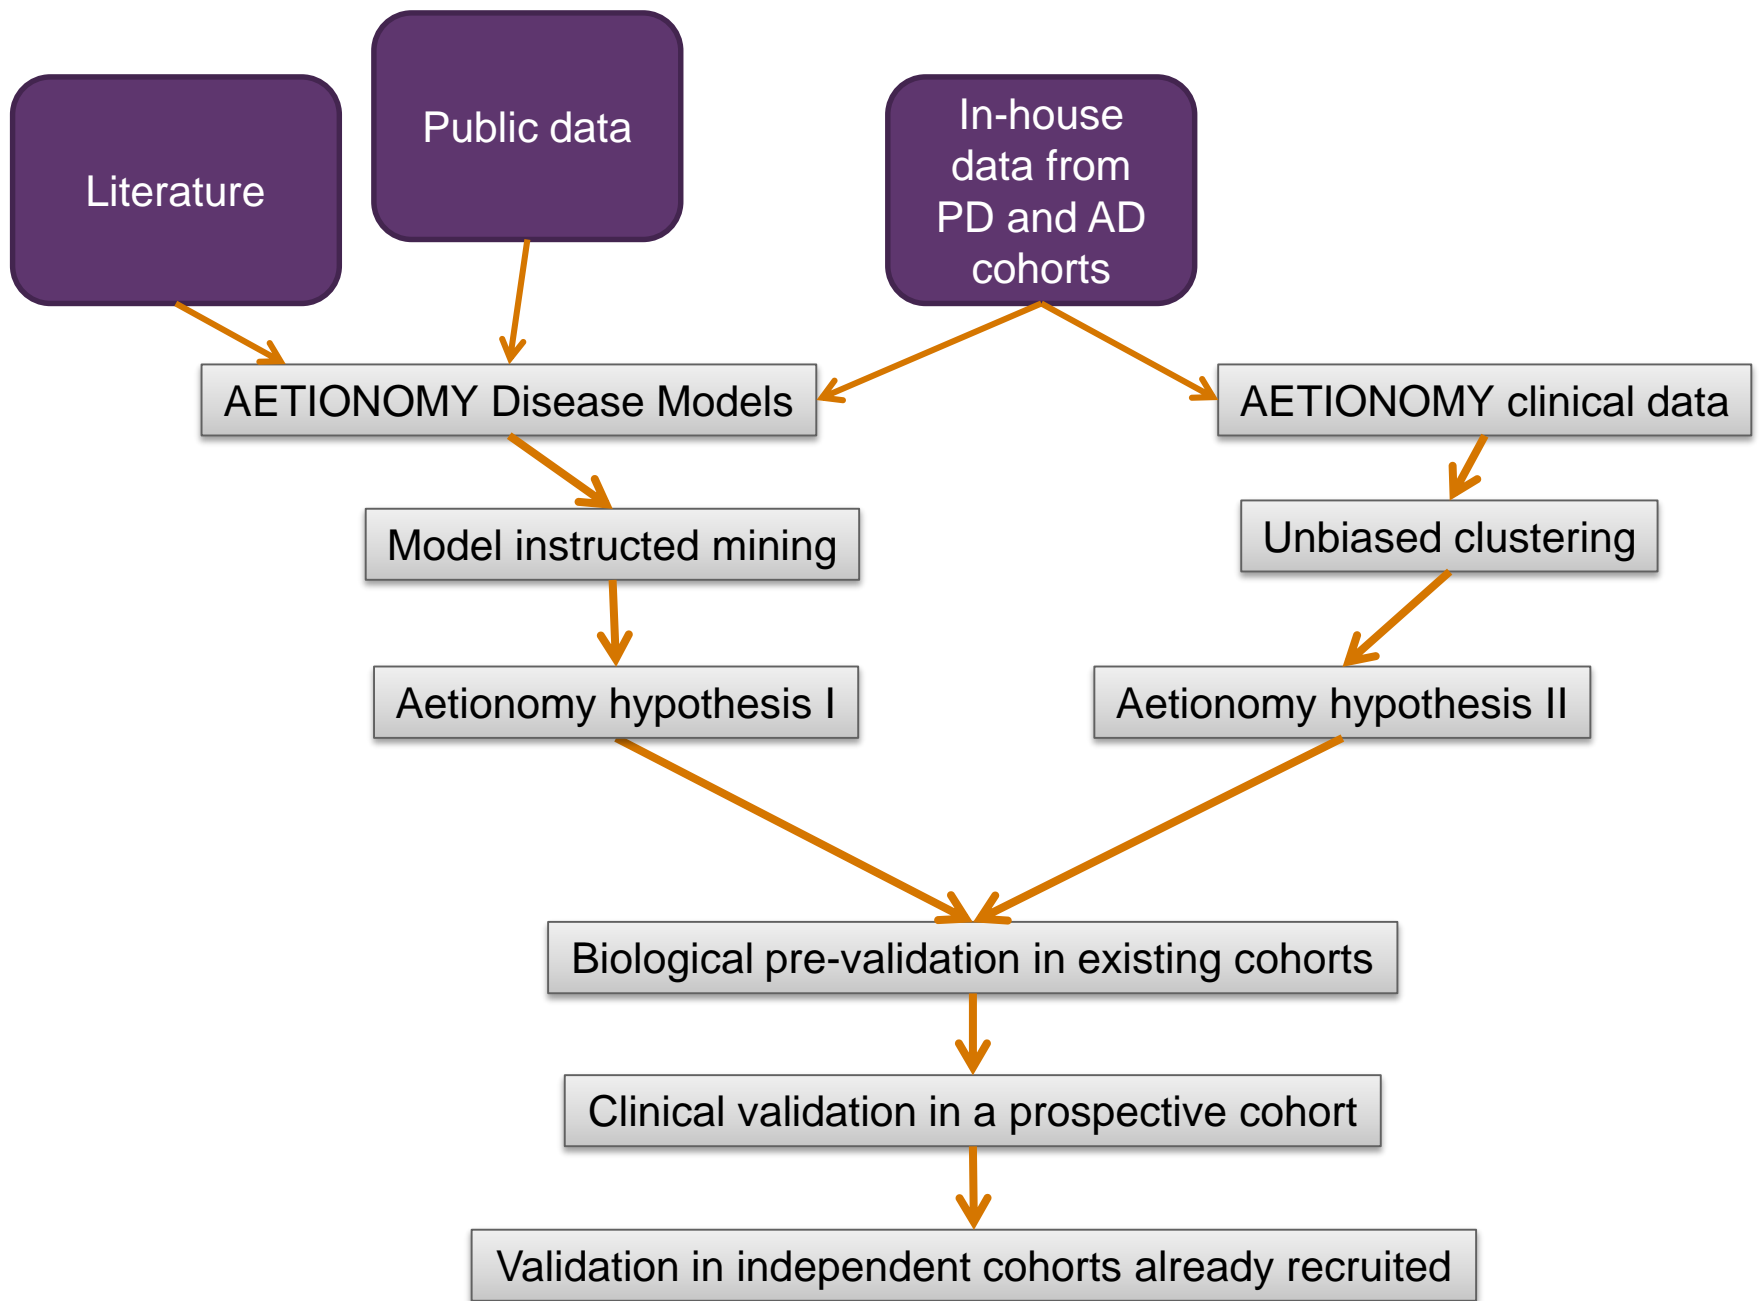 Literature
Public data
In-house
data from
PD and AD
cohorts
AETIONOMY Disease Models
AETIONOMY clinical data
Model instructed mining
Unbiased clustering
Aetionomy hypothesis I
Aetionomy hypothesis II
Biological pre-validation in existing cohorts
Clinical validation in a prospective cohort
Validation in independent cohorts already recruited